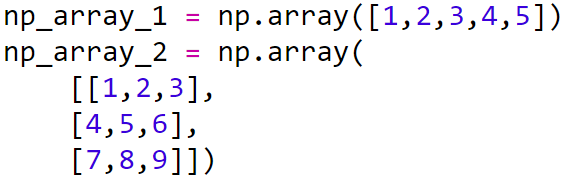 np_array_1 = np.array([1,2,3,4,5])
np_array_2 = np.array(
    [[1,2,3],
    [4,5,6],
    [7,8,9]])